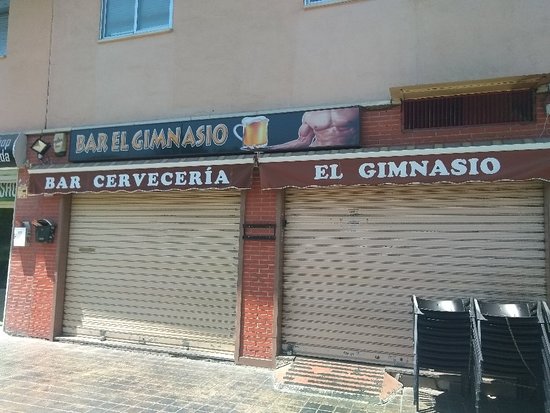 BAR EL GIMNASIO
BAR CERVECERÍA
EL GIMNASIO